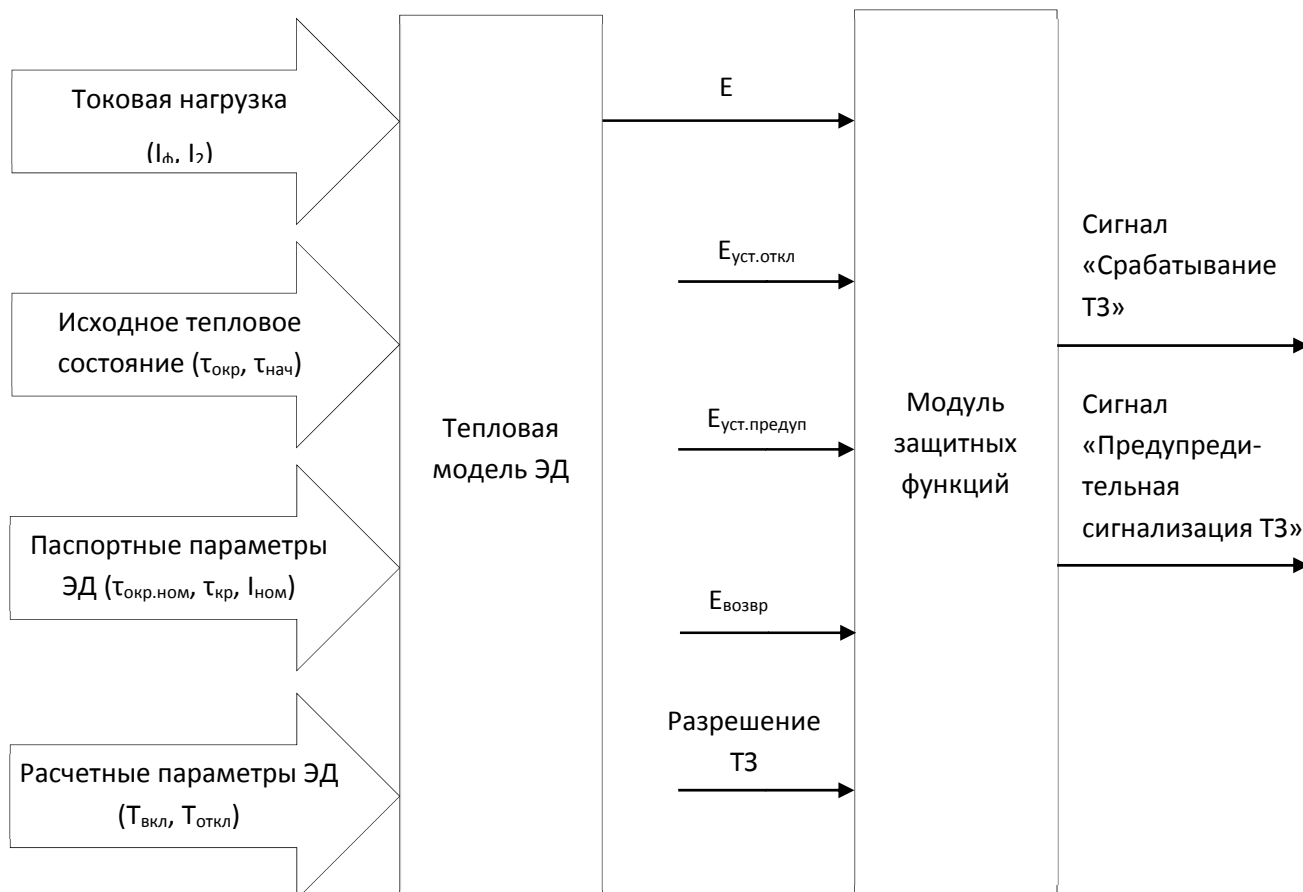 Токовая нагрузка
(Iф, I2)
Исходное тепловое
состояние (τокр, τнач)
Паспортные параметры
ЭД (τокр.ном, τкр, Iном)
Расчетные параметры ЭД
(Tвкл, Tоткл)
Тепловая
модель ЭД
E
Eуст.откл
Eуст.предуп
Eвозвр
Разрешение
ТЗ
Модуль
защитных
функций
Сигнал
«Срабатывание
ТЗ»
Сигнал
«Предупреди-
тельная
сигнализация ТЗ»